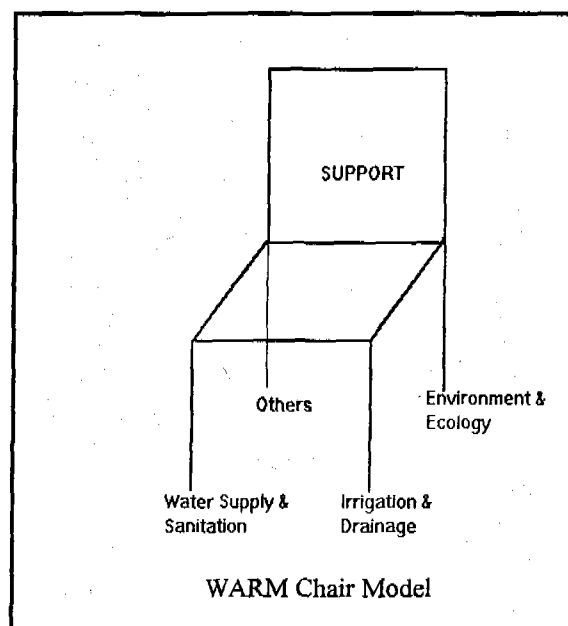 SUPPORT
Others
Environment &
Ecology
Water Supply &
Sanitation
Irrigation &
Drainage
WARM Chair Model